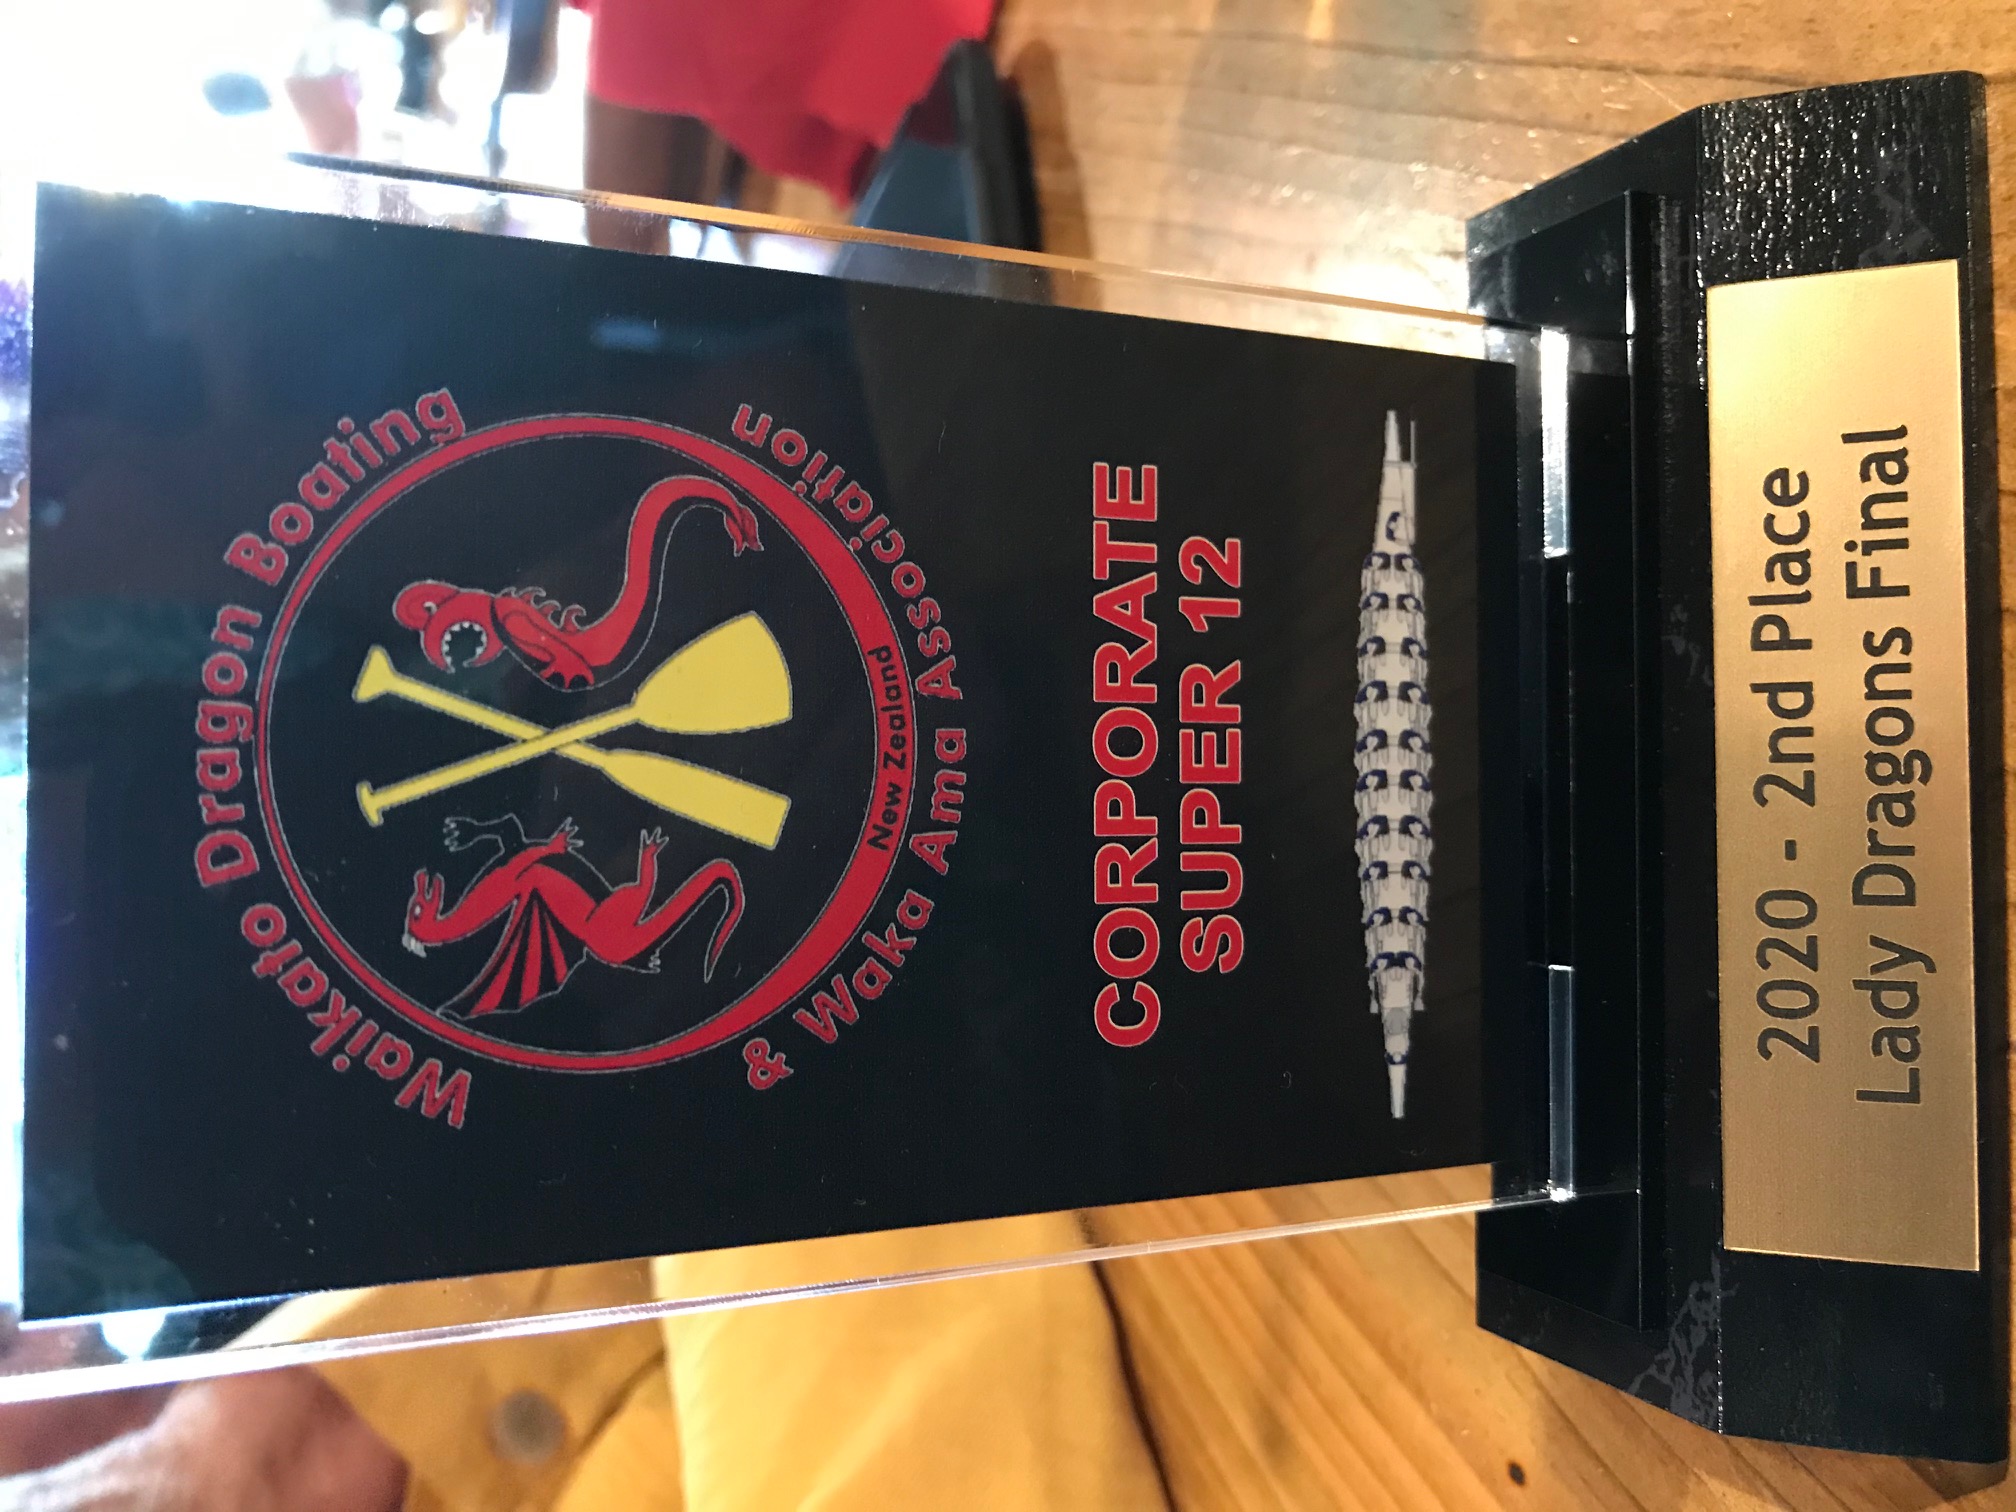 Waikato Dragon Boating
New Zealand
& Waka Ama Association
CORPORATE
SUPER 12
2020 - 2nd Place
Lady Dragons Final